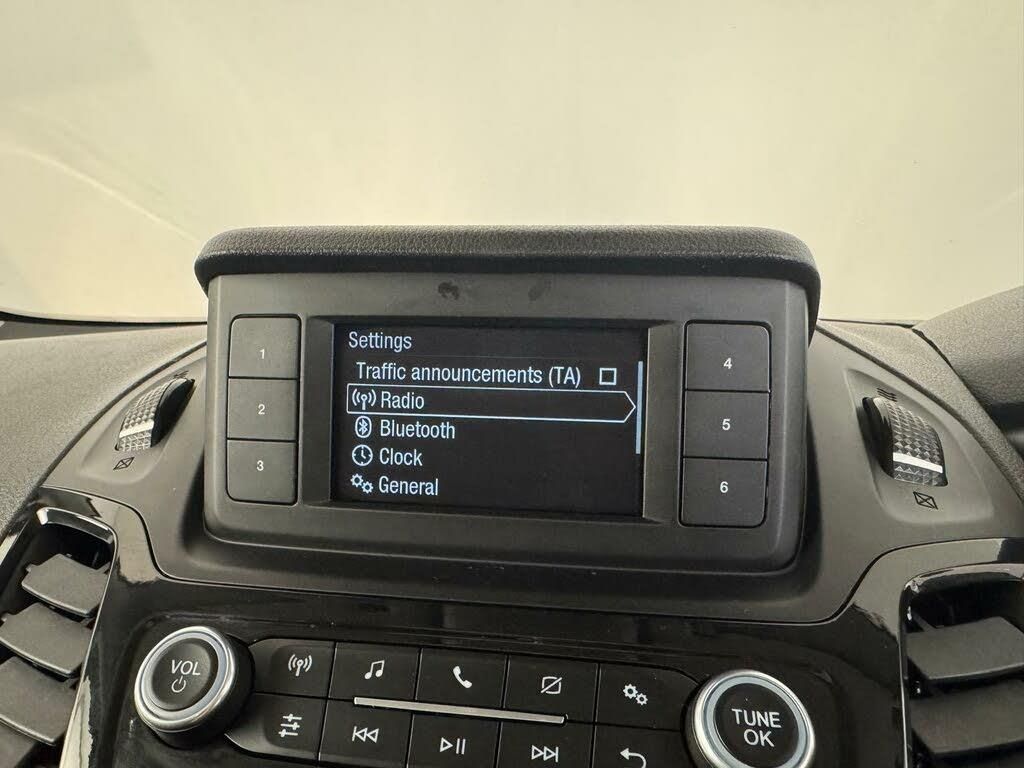 Settings
Traffic announcements (TA)
Radio
Bluetooth
Clock
General
1
2
3
4
5
6
VOL
TUNE
OK